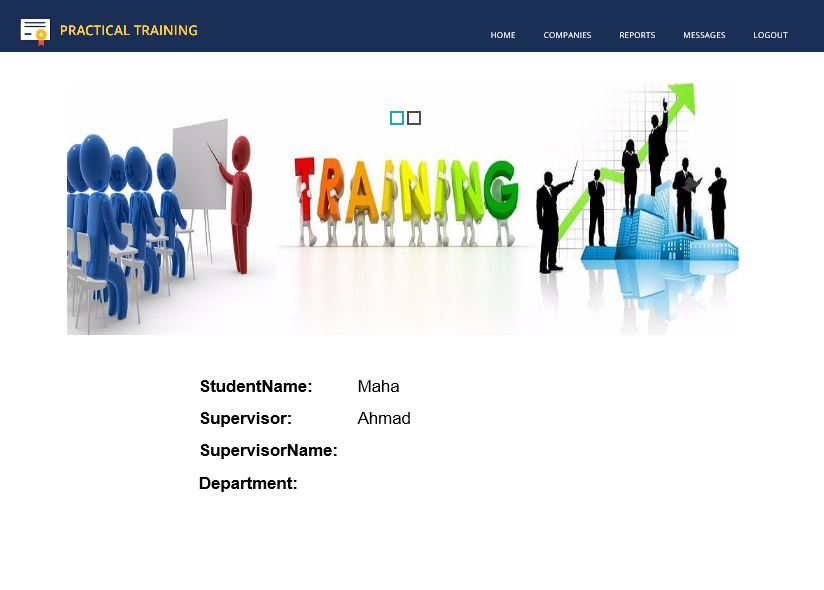 PRACTICAL TRAINING
HOME COMPANIES REPORTS MESSAGES LOGOUT
TRAINING
StudentName: Maha
Supervisor: Ahmad
SupervisorName:
Department: